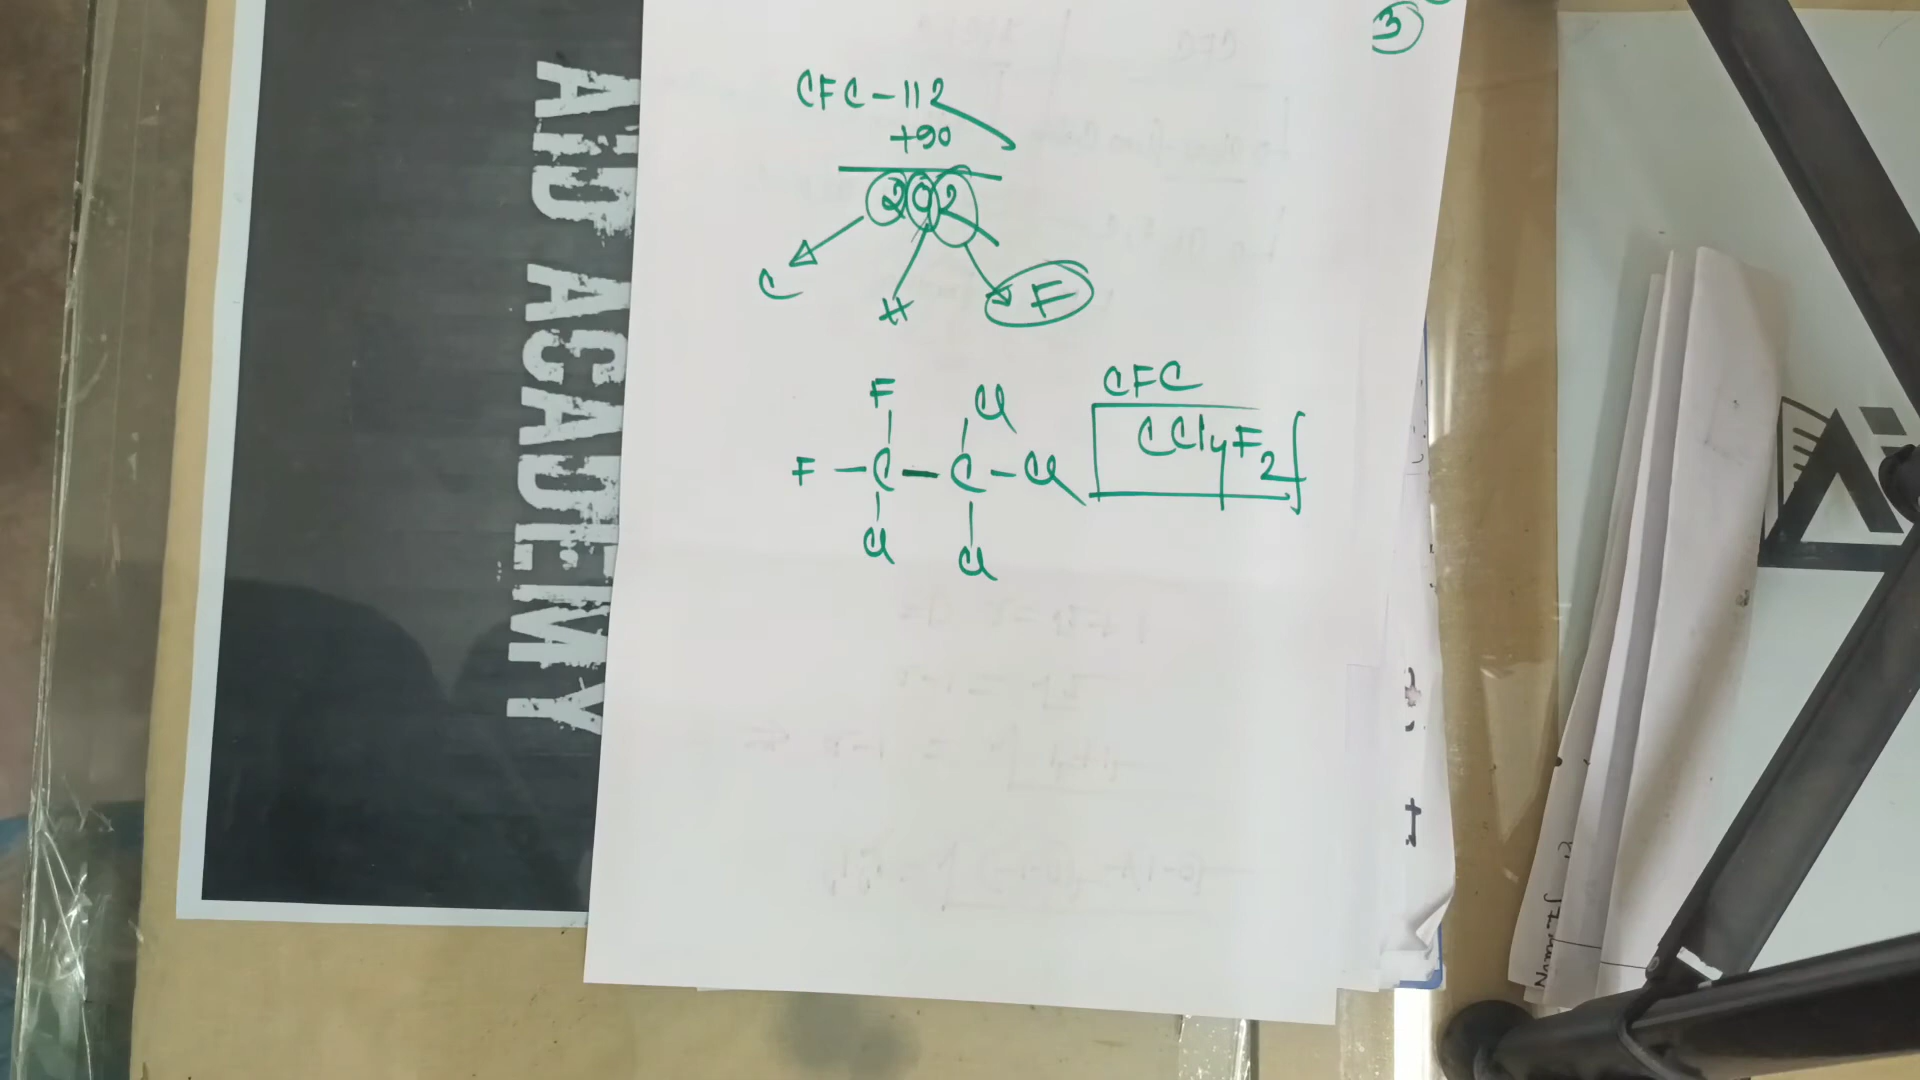 3
CFC-112
+90
202
C
H
F
F
Cl
F - C - C - Cl
Cl
Cl
CFC
CCl4F2
AID ACADEMY